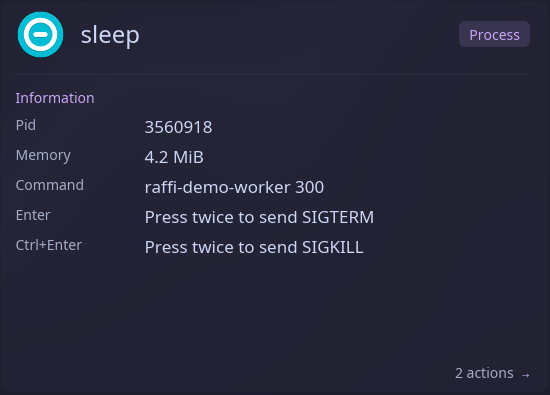 sleep
Process
Information
Pid 3560918
Memory 4.2 MiB
Command raffi-demo-worker 300
Enter Press twice to send SIGTERM
Ctrl+Enter Press twice to send SIGKILL
2 actions →